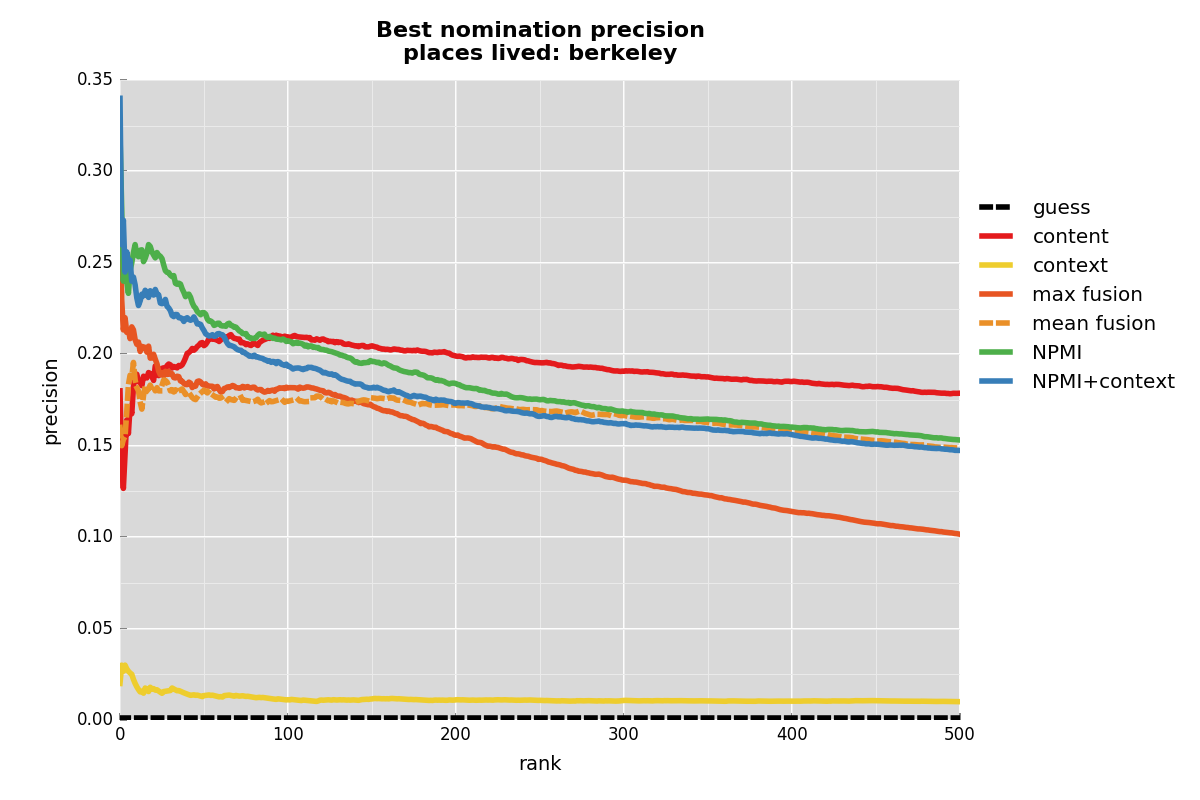 Best nomination precision
places lived: berkeley
precision
0.35
0.30
0.25
0.20
0.15
0.10
0.05
0.00
0
100
200
300
400
500
rank
guess
content
context
max fusion
mean fusion
NPMI
NPMI+context